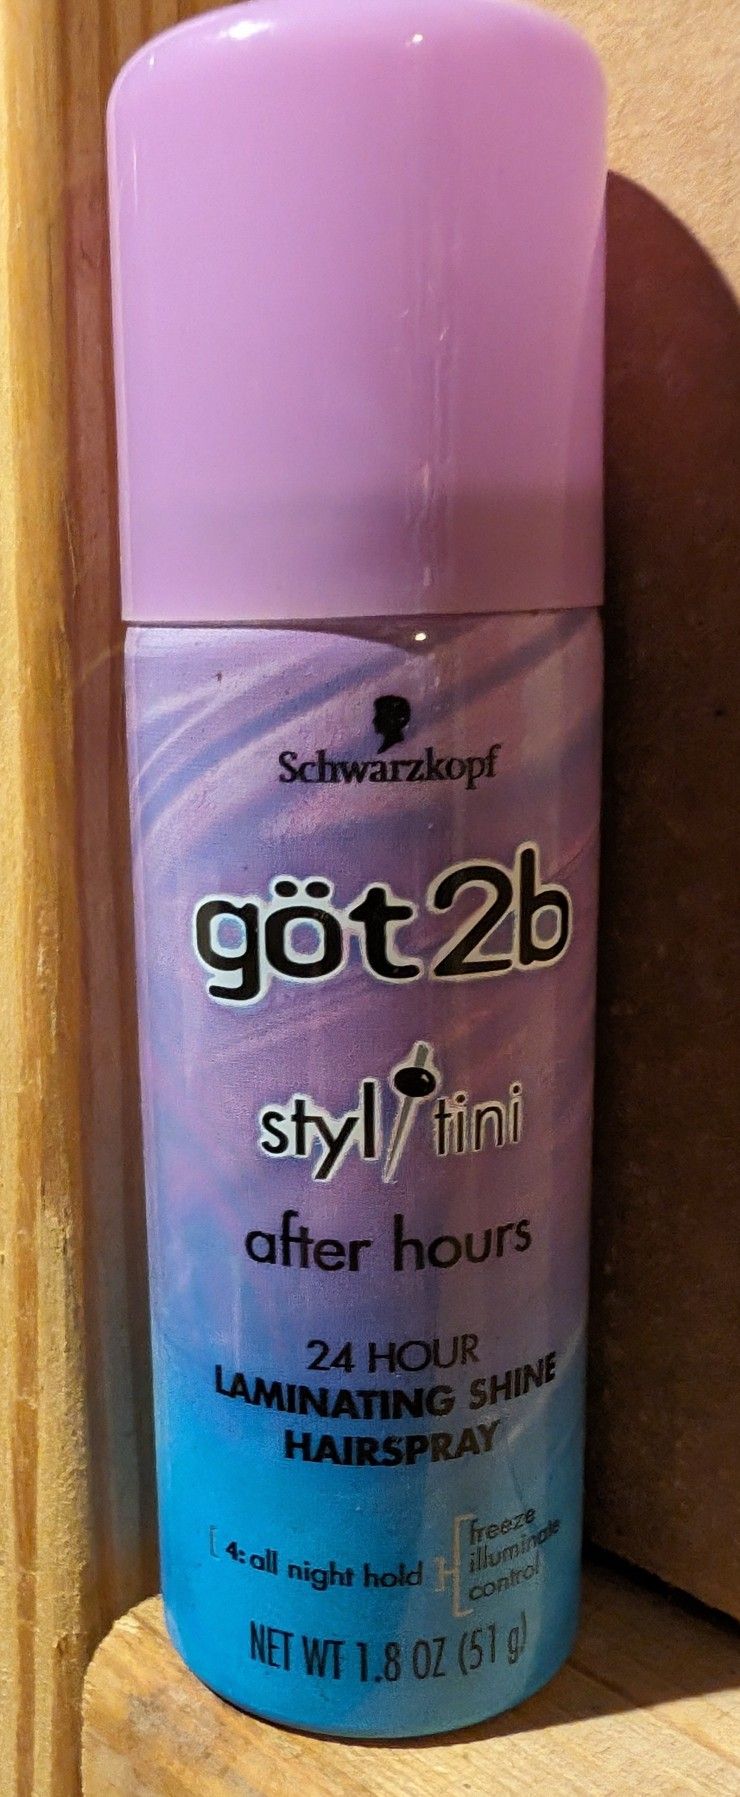 Schwarzkopf
göt2b
styl tini
after hours
24 HOUR
LAMINATING SHINE
HAIRSPRAY
[4: all night hold
freeze
illuminate
control
NET WT 1.8 OZ (51 g)